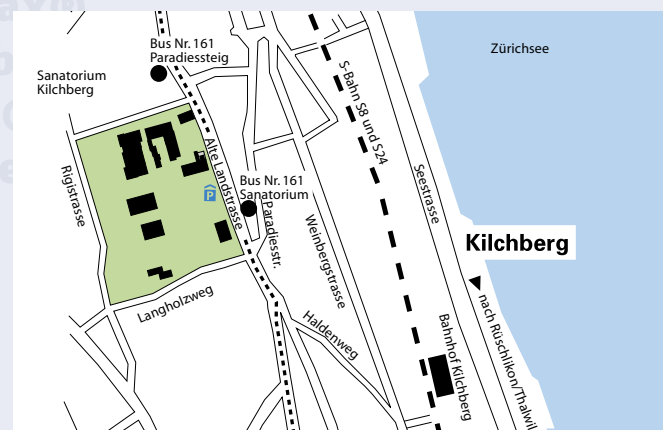 Bus Nr. 161
Paradiessteig
Zürichsee
Sanatorium
Kilchberg
S-Bahn S8 und S24
Alte Landstrasse
Rigistrasse
Seestrasse
P
Bus Nr. 161
Sanatorium
Paradiesstr.
Weinbergstrasse
Kilchberg
Langholzweg
Haldenweg
Bahnhof Kilchberg
nach Rüschlikon/Thalwil